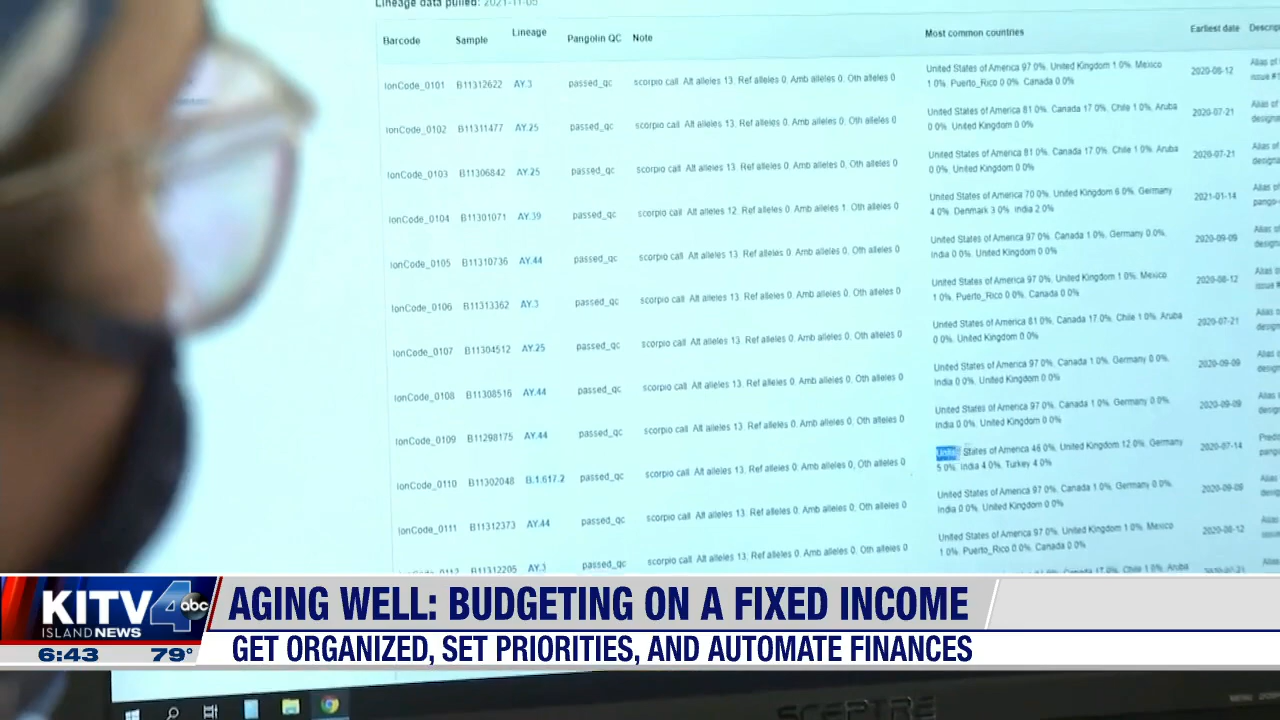 Lineage data pulled: 2021-11-05
Barcode Sample Lineage Pangolin QC Note Most common countries Earliest date
IonCode_0101 B11312622 AY.3 passed_qc scorpio call: Alt alleles 13; Ref alleles 0; Amb alleles 0; Oth alleles 0 United States of America 97.0%, United Kingdom 1.0%, Mexico 2020-08-12 Alias of
1.0%, Puerto_Rico 0.0%, Canada 0.0%
IonCode_0102 B11311477 AY.25 passed_qc scorpio call: Alt alleles 13; Ref alleles 0; Amb alleles 0; Oth alleles 0 United States of America 81.0%, Canada 17.0%, Chile 1.0%, Aruba 2020-07-21 Alias of
0.0%, United Kingdom 0.0%
IonCode_0103 B11306842 AY.25 passed_qc scorpio call: Alt alleles 13; Ref alleles 0; Amb alleles 0; Oth alleles 0 United States of America 81.0%, Canada 17.0%, Chile 1.0%, Aruba 2020-07-21 Alias of
0.0%, United Kingdom 0.0%
IonCode_0104 B11301071 AY.39 passed_qc scorpio call: Alt alleles 12; Ref alleles 0; Amb alleles 1; Oth alleles 0 United States of America 70.0%, United Kingdom 6.0%, Germany 2021-01-14 Alias of
4.0%, Denmark 3.0%, India 2.0%
IonCode_0105 B11310736 AY.44 passed_qc scorpio call: Alt alleles 13; Ref alleles 0; Amb alleles 0; Oth alleles 0 United States of America 97.0%, Canada 1.0%, Germany 0.0%, 2020-09-09 Alias of
India 0.0%, United Kingdom 0.0%
IonCode_0106 B11313362 AY.3 passed_qc scorpio call: Alt alleles 13; Ref alleles 0; Amb alleles 0; Oth alleles 0 United States of America 97.0%, United Kingdom 1.0%, Mexico 2020-08-12 Alias of
1.0%, Puerto_Rico 0.0%, Canada 0.0%
IonCode_0107 B11304512 AY.25 passed_qc scorpio call: Alt alleles 13; Ref alleles 0; Amb alleles 0; Oth alleles 0 United States of America 81.0%, Canada 17.0%, Chile 1.0%, Aruba 2020-07-21 Alias of
0.0%, United Kingdom 0.0%
IonCode_0108 B11308516 AY.44 passed_qc scorpio call: Alt alleles 13; Ref alleles 0; Amb alleles 0; Oth alleles 0 United States of America 97.0%, Canada 1.0%, Germany 0.0%, 2020-09-09
India 0.0%, United Kingdom 0.0%
IonCode_0109 B11298175 AY.44 passed_qc scorpio call: Alt alleles 13; Ref alleles 0; Amb alleles 0; Oth alleles 0 United States of America 97.0%, Canada 1.0%, Germany 0.0%, 2020-09-09
India 0.0%, United Kingdom 0.0%
IonCode_0110 B11302048 B.1.617.2 passed_qc scorpio call: Alt alleles 13; Ref alleles 0; Amb alleles 0; Oth alleles 0 United States of America 46.0%, United Kingdom 12.0%, Germany 2020-07-14
5.0%, India 4.0%, Turkey 4.0%
IonCode_0111 B11312373 AY.44 passed_qc scorpio call: Alt alleles 13; Ref alleles 0; Amb alleles 0; Oth alleles 0 United States of America 97.0%, Canada 1.0%, Germany 0.0%, 2020-09-09
India 0.0%, United Kingdom 0.0%
B11312205 AY.3 passed_qc scorpio call: Alt alleles 13; Ref alleles 0; Amb alleles 0; Oth alleles 0 United States of America 97.0%, United Kingdom 1.0%, Mexico 2020-08-12
1.0%, Puerto_Rico 0.0%, Canada 0.0%
KITV 4 abc
ISLAND NEWS
6:43 79°
AGING WELL: BUDGETING ON A FIXED INCOME
GET ORGANIZED, SET PRIORITIES, AND AUTOMATE FINANCES
SCEPTRE